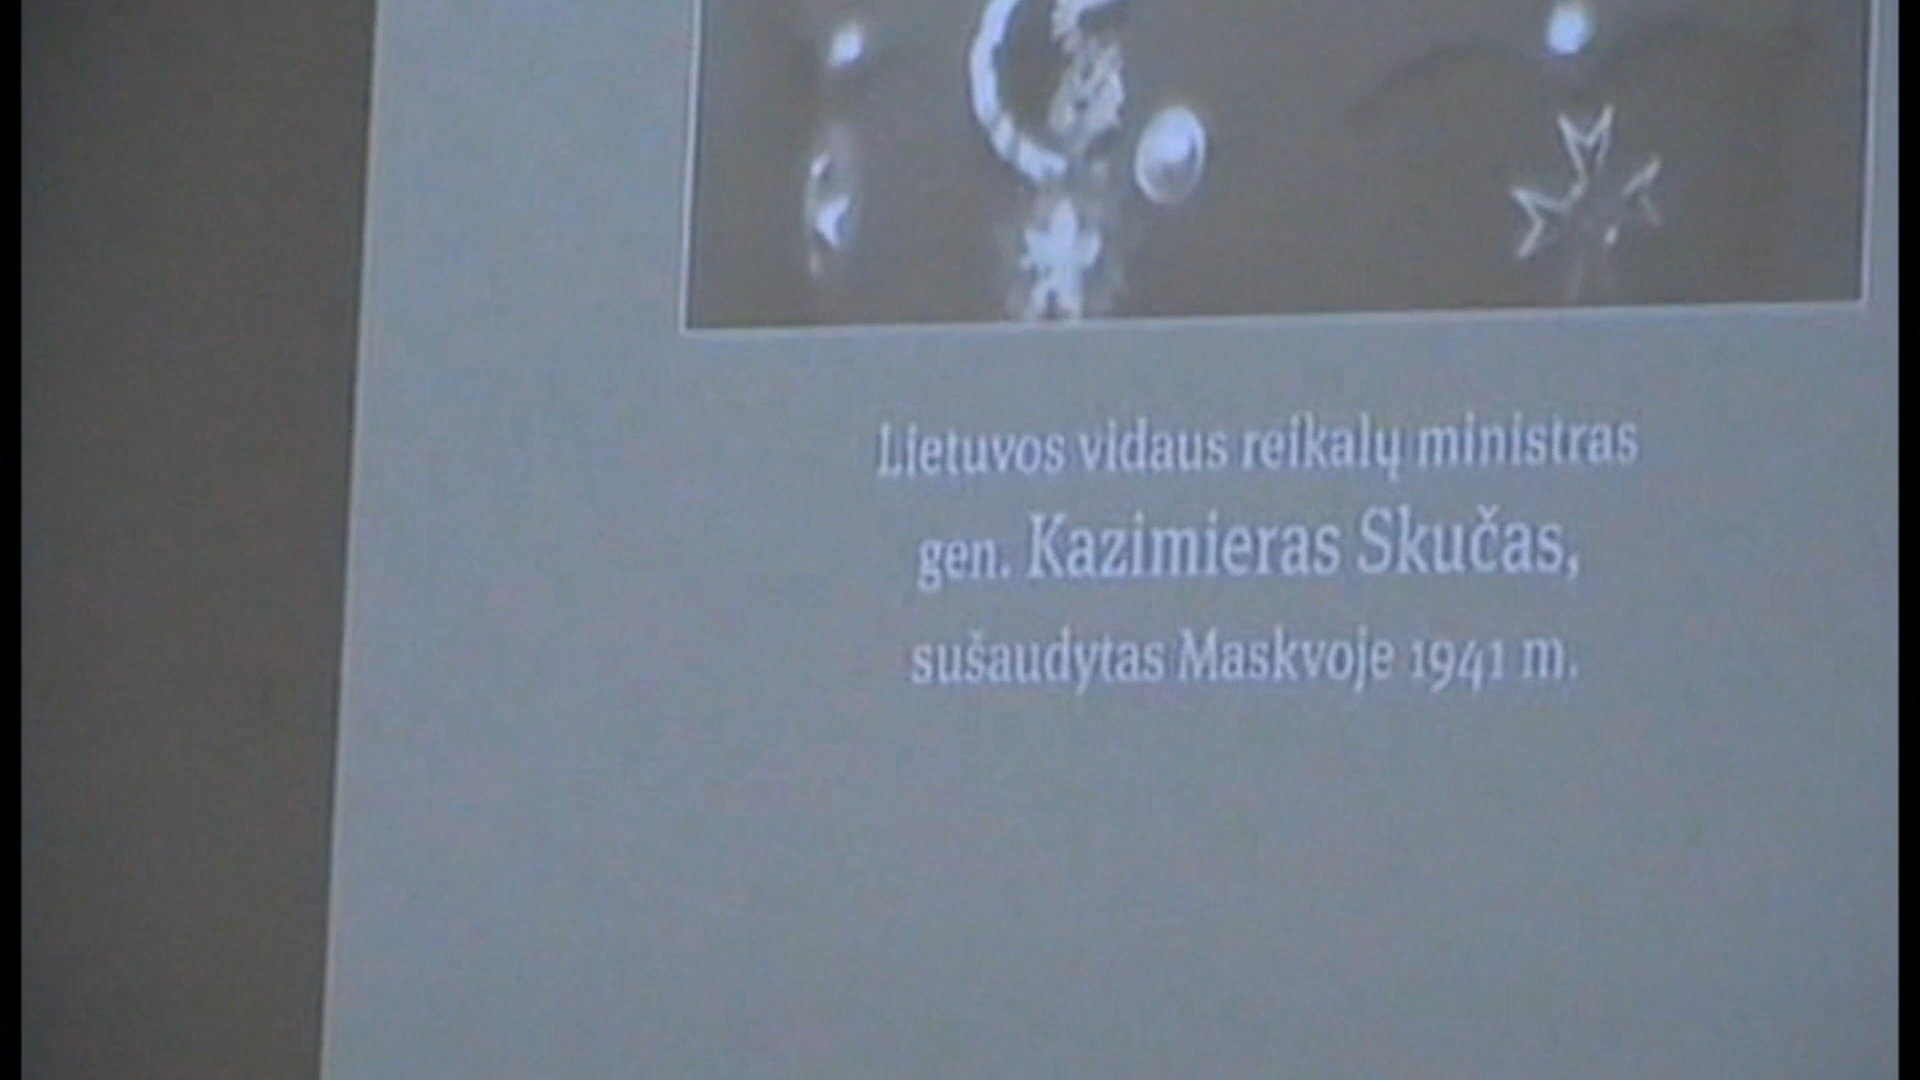 Lietuvos vidaus reikalų ministras
gen. Kazimieras Skučas,
sušaudytas Maskvoje 1941 m.